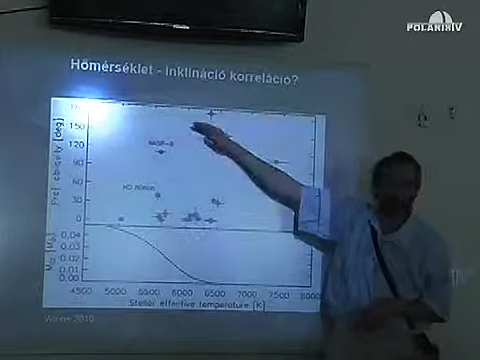 POLANIXIV
Hőmérséklet - Inklináció korreláció?
150
120
90
60
30
0
Proj. obliquity [deg]
WASP-8
HD 80606
0.04
0.03
0.02
0.01
0.00
4500 5000 5500 6000 6500 7000 7500 8000
Stellar effective temperature [K]
2010